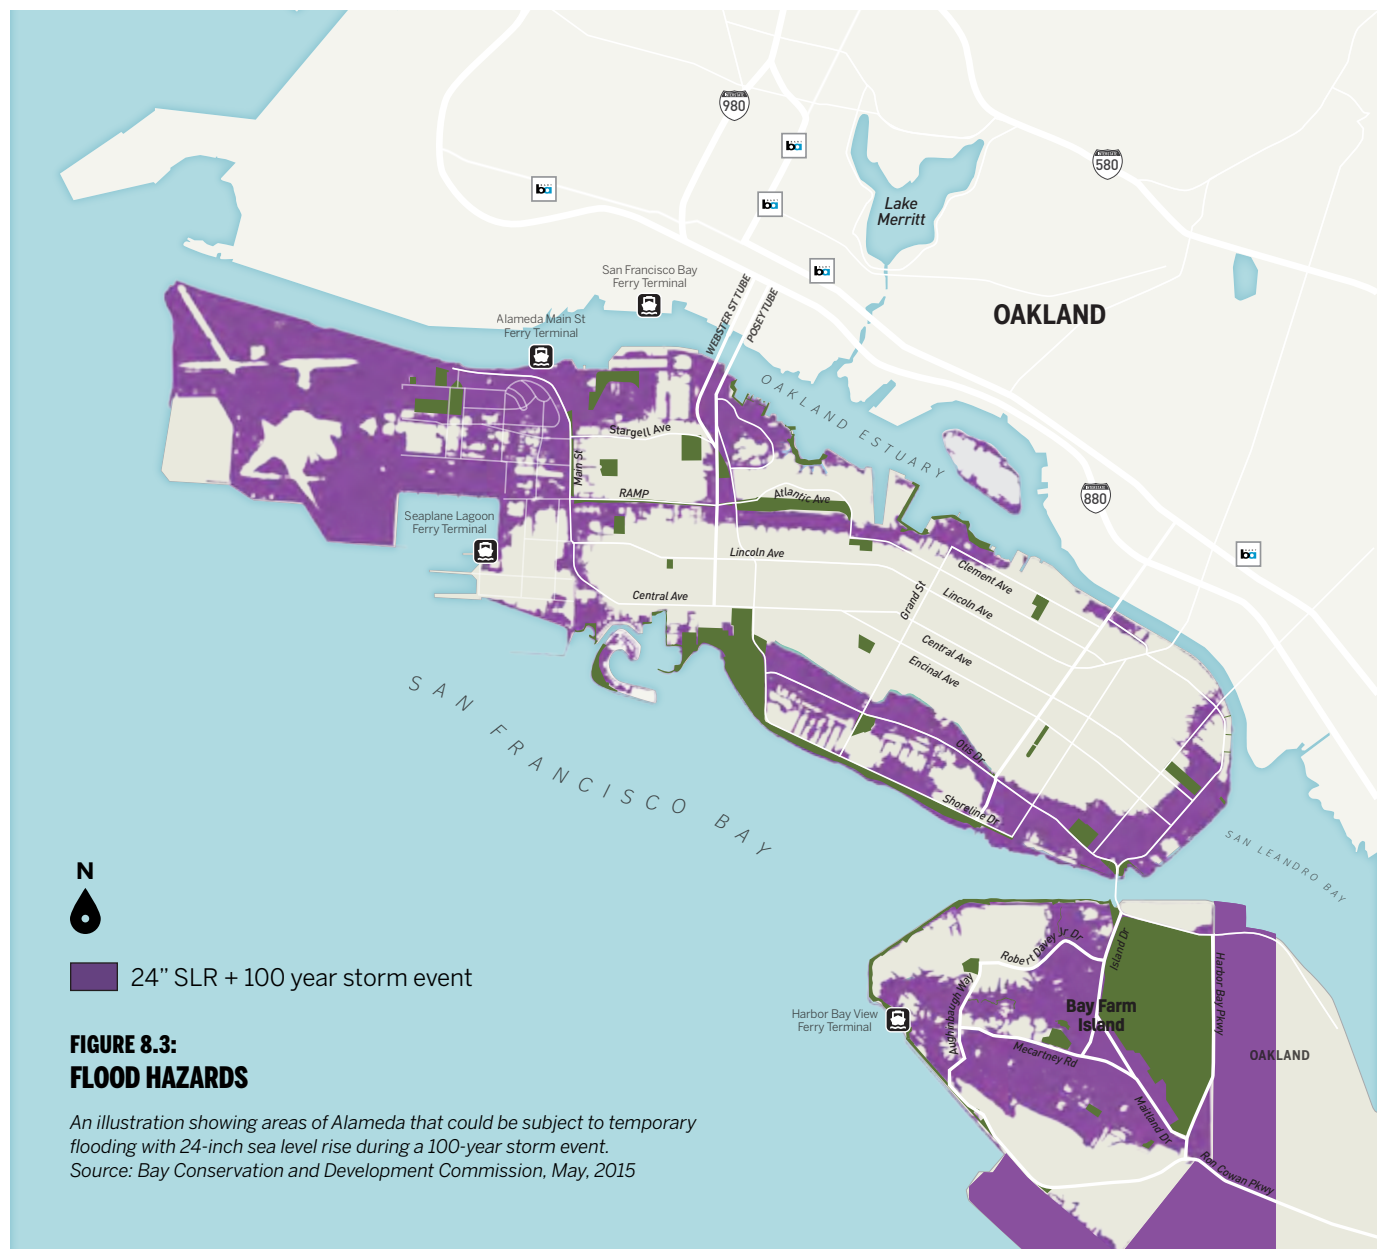 980
580
ba
ba
ba
Lake
Merritt
San Francisco Bay
Ferry Terminal
ba
WEBSTER ST TUBE
POSEY TUBE
OAKLAND
Alameda Main St
Ferry Terminal
OAKLAND ESTUARY
Stargell Ave
Main St
RAMP
Atlantic Ave
880
Seaplane Lagoon
Ferry Terminal
ba
Lincoln Ave
Clement Ave
Lincoln Ave
Grand St
Central Ave
Central Ave
Encinal Ave
SAN FRANCISCO BAY
Otis Dr
Shoreline Dr
SAN LEANDRO BAY
N
24” SLR + 100 year storm event
Robert Davey Jr Dr
Island Dr
Harbor Bay Pkwy
Aughinbaugh Way
Bay Farm
Island
Harbor Bay View
Ferry Terminal
Mecartney Rd
OAKLAND
Maitland Dr
Ron Cowan Pkwy
FIGURE 8.3:
FLOOD HAZARDS
An illustration showing areas of Alameda that could be subject to temporary
flooding with 24-inch sea level rise during a 100-year storm event.
Source: Bay Conservation and Development Commission, May, 2015